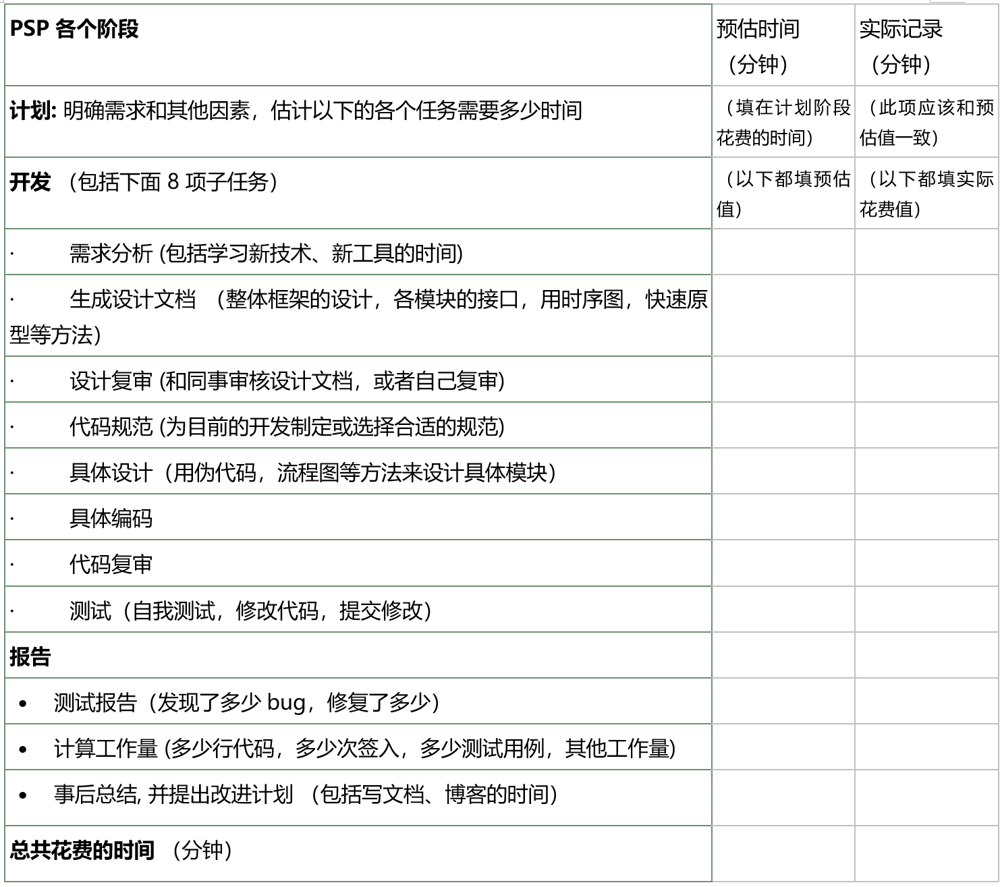 PSP 各个阶段
预估时间
（分钟）
实际记录
（分钟）
计划: 明确需求和其他因素，估计以下的各个任务需要多少时间
（填在计划阶段
花费的时间）
（此项应该和预
估值一致）
开发 （包括下面 8 项子任务）
（以下都填预估
值）
（以下都填实际
花费值）
· 需求分析 (包括学习新技术、新工具的时间)
· 生成设计文档 （整体框架的设计，各模块的接口，用时序图，快速原
型等方法）
· 设计复审 (和同事审核设计文档，或者自己复审)
· 代码规范 (为目前的开发制定或选择合适的规范)
· 具体设计（用伪代码，流程图等方法来设计具体模块）
· 具体编码
· 代码复审
· 测试（自我测试，修改代码，提交修改）
报告
• 测试报告（发现了多少 bug，修复了多少）
• 计算工作量 (多少行代码，多少次签入，多少测试用例，其他工作量)
• 事后总结, 并提出改进计划 （包括写文档、博客的时间）
总共花费的时间 （分钟）